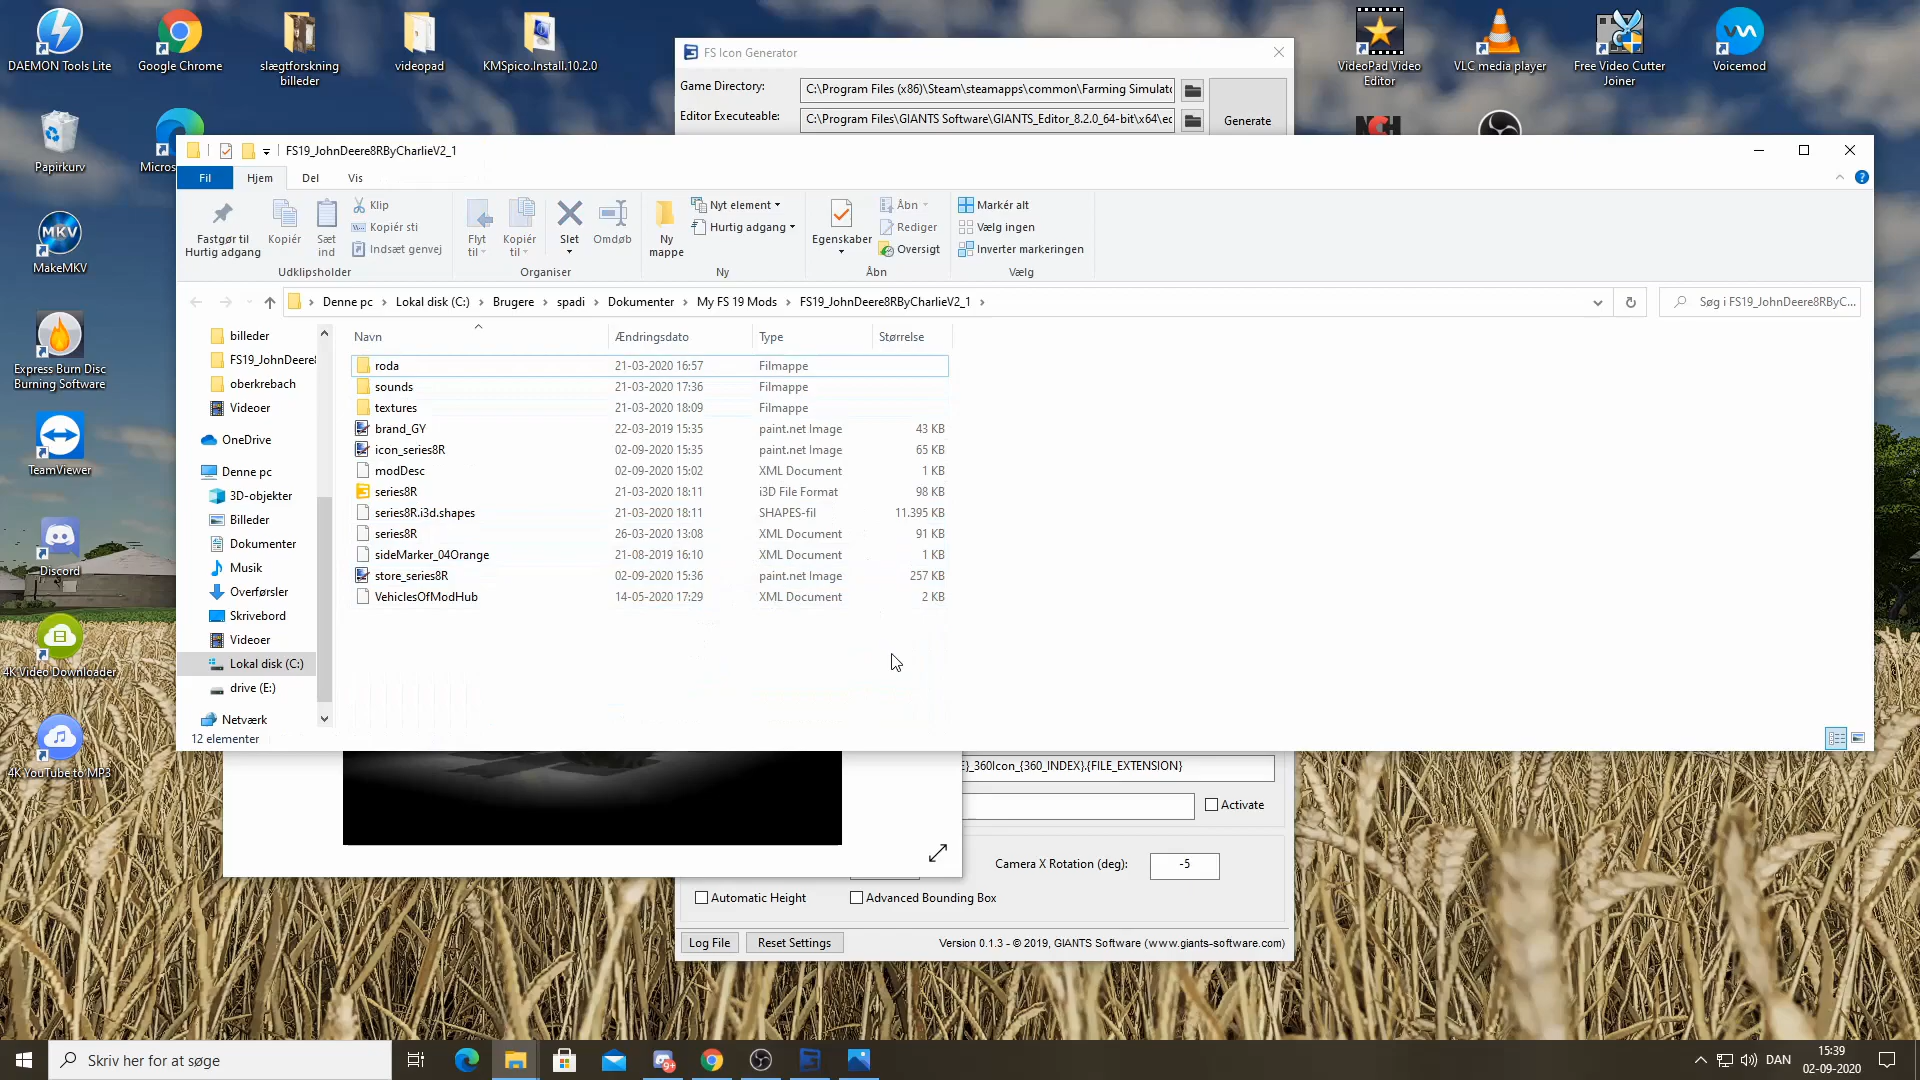 DAEMON Tools Lite
Google Chrome
slægtforskning
billeder
videopad
KMSpico.Install.10.2.0
VideoPad Video
Editor
VLC media player
Free Video Cutter
Joiner
Voicemod
Papirkurv
Micros
MKV
MakeMKV
Express Burn Disc
Burning Software
TeamViewer
Discord
4K Video Downloader
4K YouTube to MP3
NCH
FS Icon Generator
Game Directory:
C:\Program Files (x86)\Steam\steamapps\common\Farming Simulato
Editor Executeable:
C:\Program Files\GIANTS Software\GIANTS_Editor_8.2.0_64-bit\x64\ec
Generate
FS19_JohnDeere8RByCharlieV2_1
Fil
Hjem
Del
Vis
Fastgør til
Hurtig adgang
Kopiér
Sæt
ind
Klip
Kopiér sti
Indsæt genvej
Udklipsholder
Flyt
til
Kopiér
til
Slet
Omdøb
Organiser
Ny
mappe
Nyt element
Hurtig adgang
Ny
Egenskaber
Åbn
Rediger
Oversigt
Åbn
Markér alt
Vælg ingen
Inverter markeringen
Vælg
Denne pc
Lokal disk (C:)
Brugere
spadi
Dokumenter
My FS 19 Mods
FS19_JohnDeere8RByCharlieV2_1
Søg i FS19_JohnDeere8RByC...
billeder
FS19_JohnDeere8
oberkrebach
Videoer
OneDrive
Denne pc
3D-objekter
Billeder
Dokumenter
Musik
Overførsler
Skrivebord
Videoer
Lokal disk (C:)
drive (E:)
Netværk
12 elementer
Navn Ændringsdato Type Størrelse
roda 21-03-2020 16:57 Filmappe
sounds 21-03-2020 17:36 Filmappe
textures 21-03-2020 18:09 Filmappe
brand_GY 22-03-2019 15:35 paint.net Image 43 KB
icon_series8R 02-09-2020 15:35 paint.net Image 65 KB
modDesc 02-09-2020 15:02 XML Document 1 KB
series8R 21-03-2020 18:11 i3D File Format 98 KB
series8R.i3d.shapes 21-03-2020 18:11 SHAPES-fil 11.395 KB
series8R 26-03-2020 13:08 XML Document 91 KB
sideMarker_04Orange 21-08-2019 16:10 XML Document 1 KB
store_series8R 02-09-2020 15:36 paint.net Image 257 KB
VehiclesOfModHub 14-05-2020 17:29 XML Document 2 KB
E}_360Icon_{360_INDEX}.{FILE_EXTENSION}
Activate
Camera X Rotation (deg):
-5
Automatic Height
Advanced Bounding Box
Log File
Reset Settings
Version 0.1.3 - © 2019, GIANTS Software (www.giants-software.com)
Skriv her for at søge
9+
DAN
15:39
02-09-2020